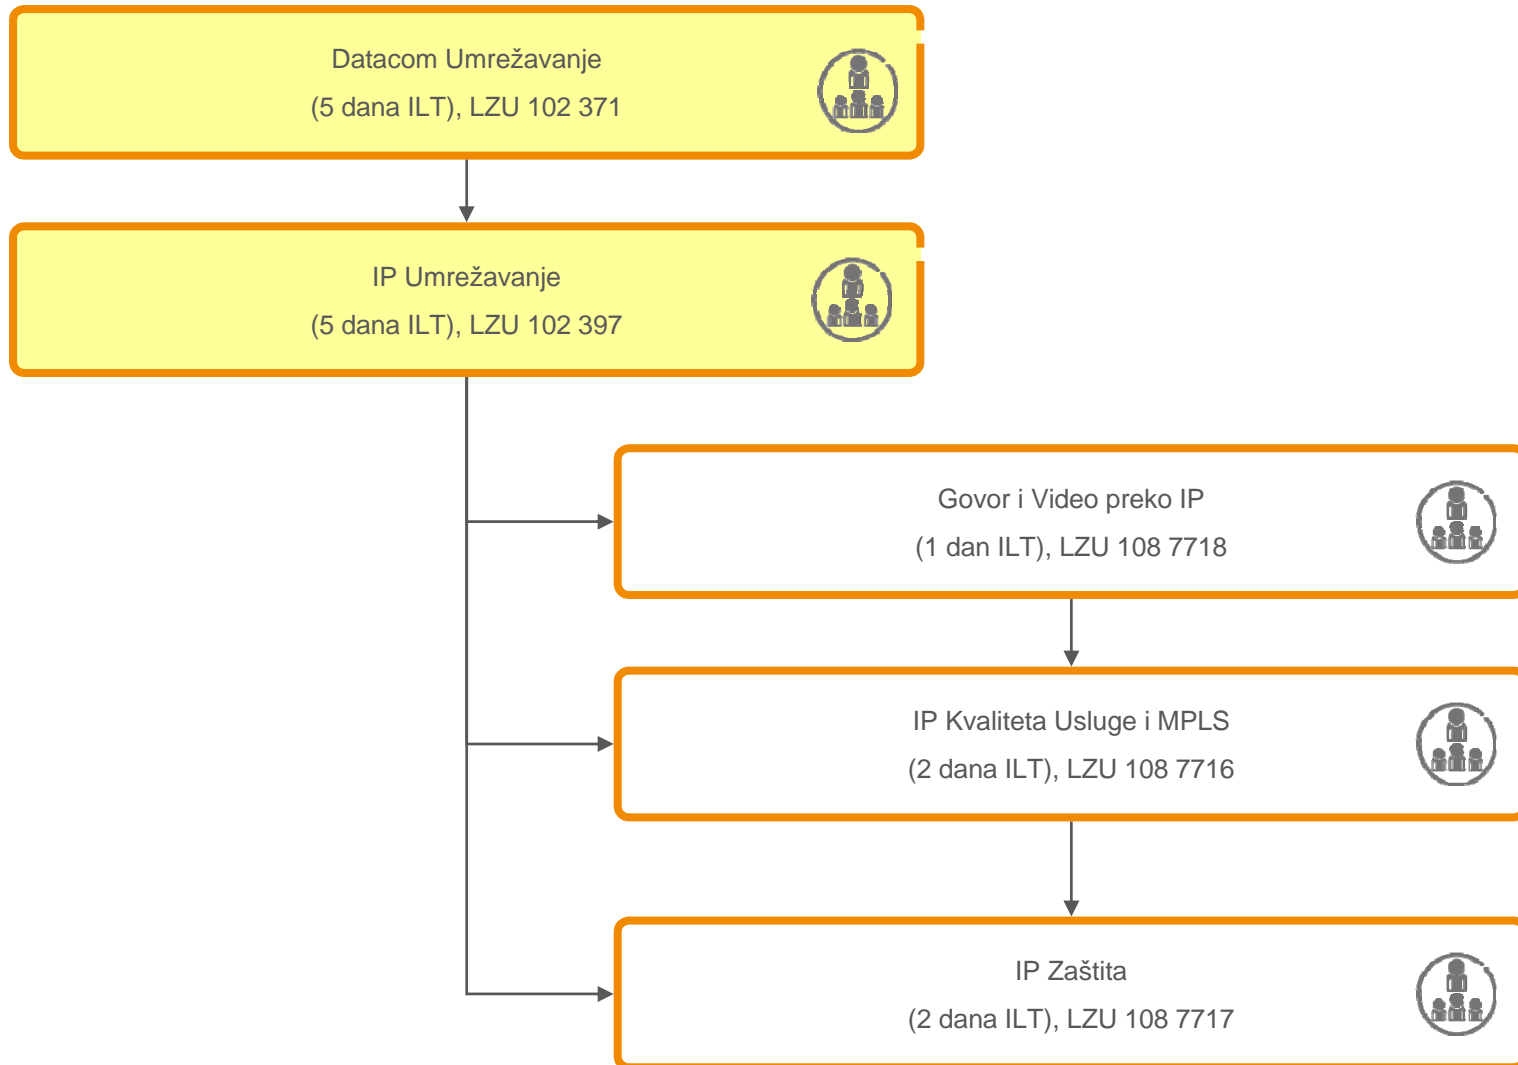 Datacom Umrežavanje
(5 dana ILT), LZU 102 371
IP Umrežavanje
(5 dana ILT), LZU 102 397
Govor i Video preko IP
(1 dan ILT), LZU 108 7718
IP Kvaliteta Usluge i MPLS
(2 dana ILT), LZU 108 7716
IP Zaštita
(2 dana ILT), LZU 108 7717